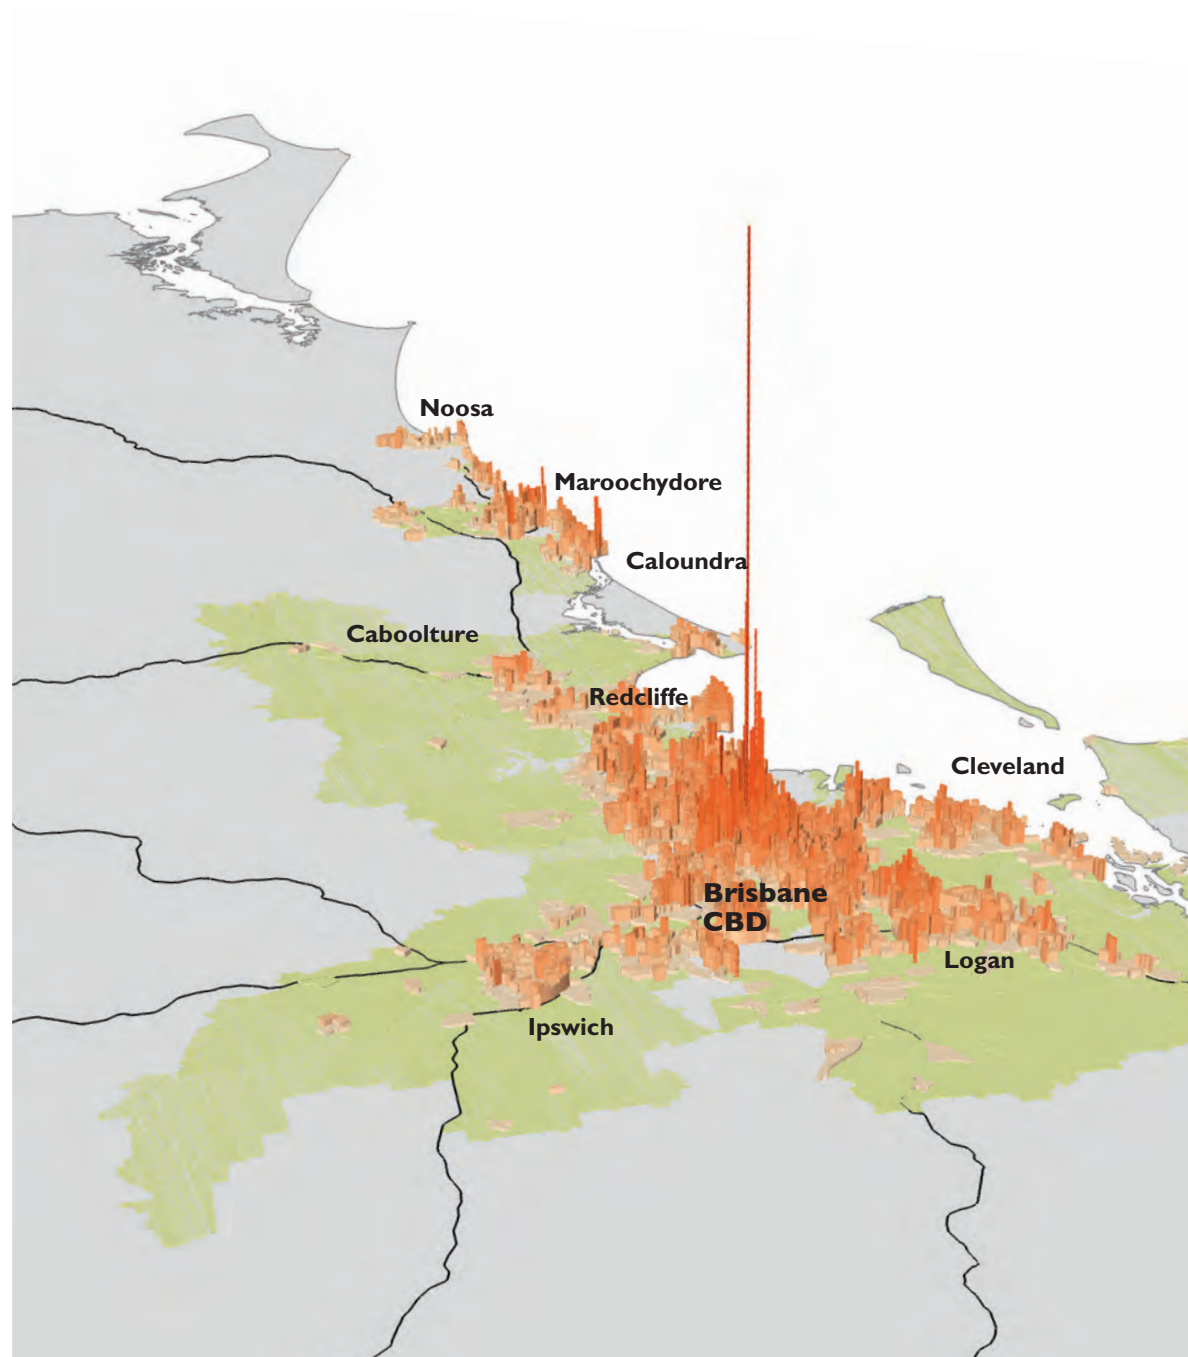 Noosa
Maroochydore
Caloundra
Caboolture
Redcliffe
Cleveland
Brisbane
CBD
Logan
Ipswich